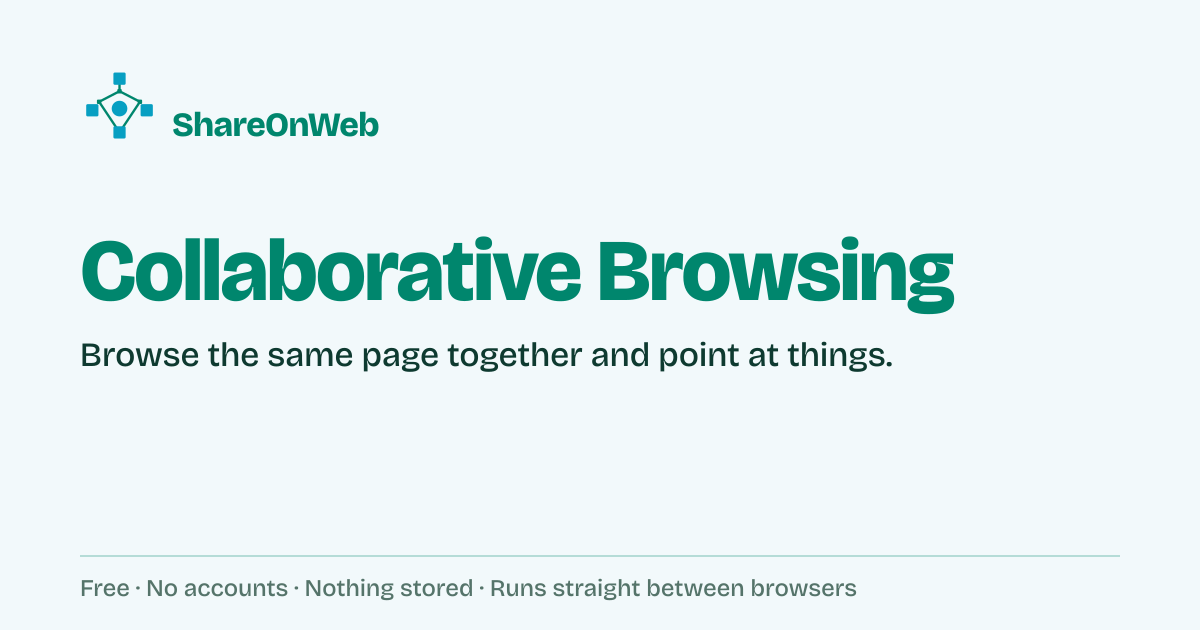 ShareOnWeb
Collaborative Browsing
Browse the same page together and point at things.
Free · No accounts · Nothing stored · Runs straight between browsers